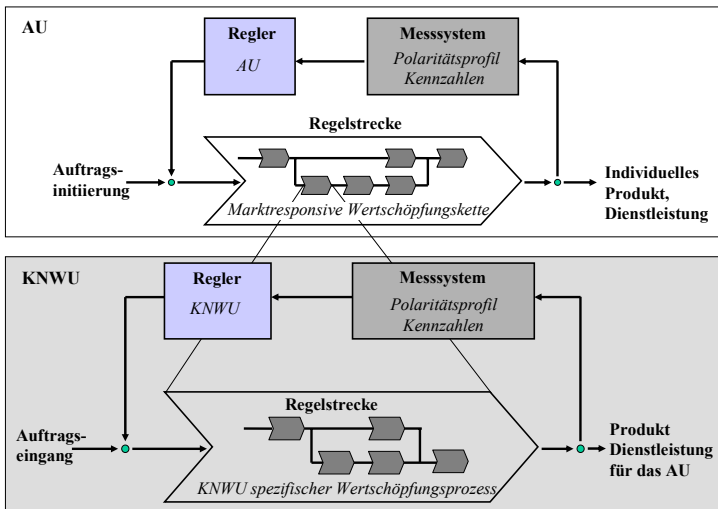 AU
Regler
AU
Messsystem
Polaritätsprofil
Kennzahlen
Regelstrecke
Auftrags-
initiierung
Marktresponsive Wertschöpfungskette
Individuelles
Produkt,
Dienstleistung
KNWU
Regler
KNWU
Messsystem
Polaritätsprofil
Kennzahlen
Regelstrecke
Auftrags-
eingang
KNWU spezifischer Wertschöpfungsprozess
Produkt
Dienstleistung
für das AU